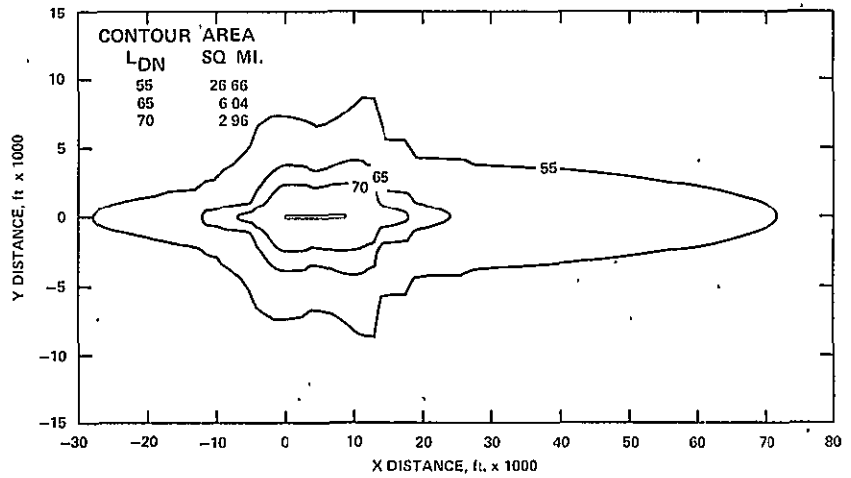 15
10
5
0
−5
−10
−15
Y DISTANCE, ft x 1000
CONTOUR AREA
LDN SQ MI.
55 26 66
65 6 04
70 2 96
65
70
55
−30 −20 −10 0 10 20 30 40 50 60 70 80
X DISTANCE, ft. x 1000